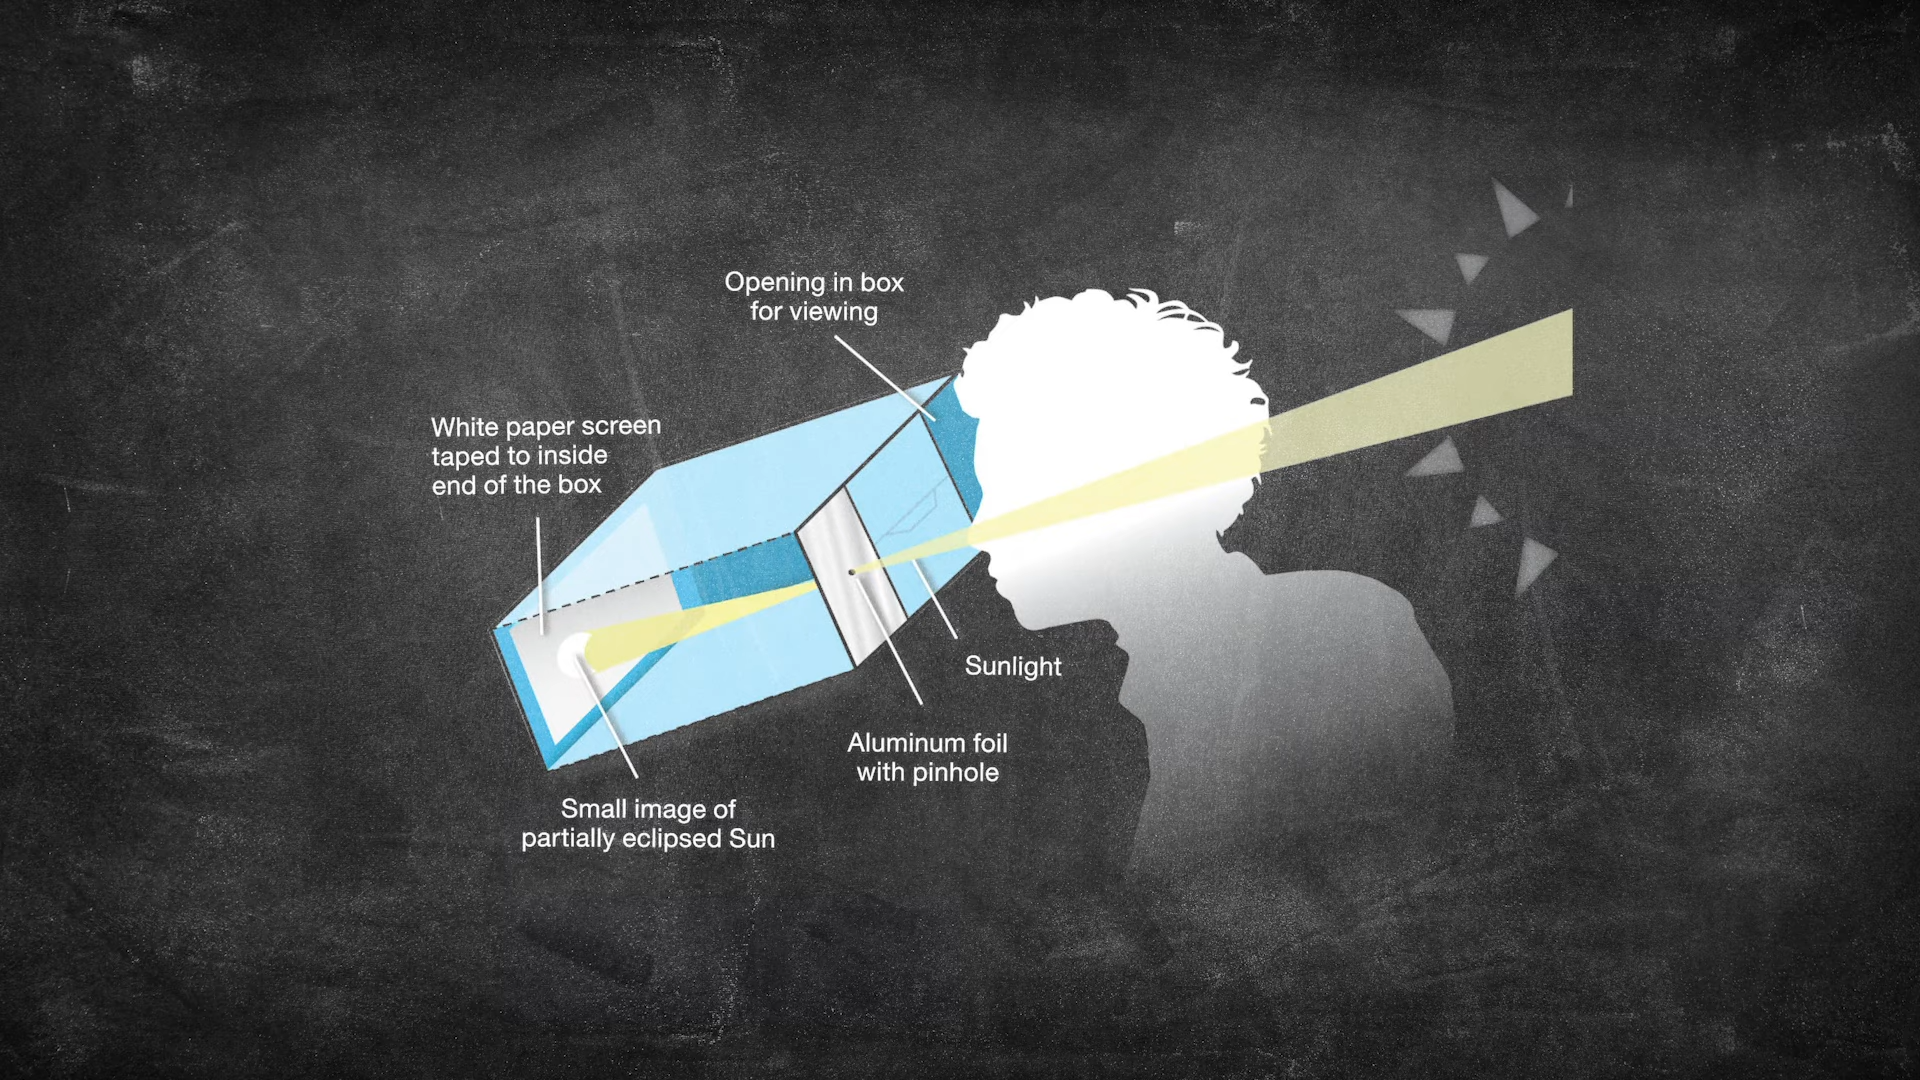 Opening in box
for viewing
White paper screen
taped to inside
end of the box
Sunlight
Aluminum foil
with pinhole
Small image of
partially eclipsed Sun